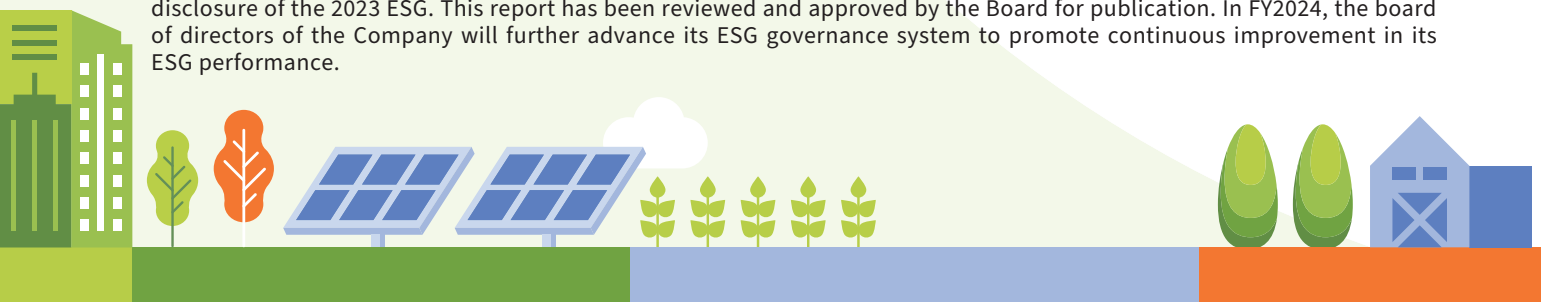 disclosure of the 2023 ESG. This report has been reviewed and approved by the Board for publication. In FY2024, the board
of directors of the Company will further advance its ESG governance system to promote continuous improvement in its
ESG performance.